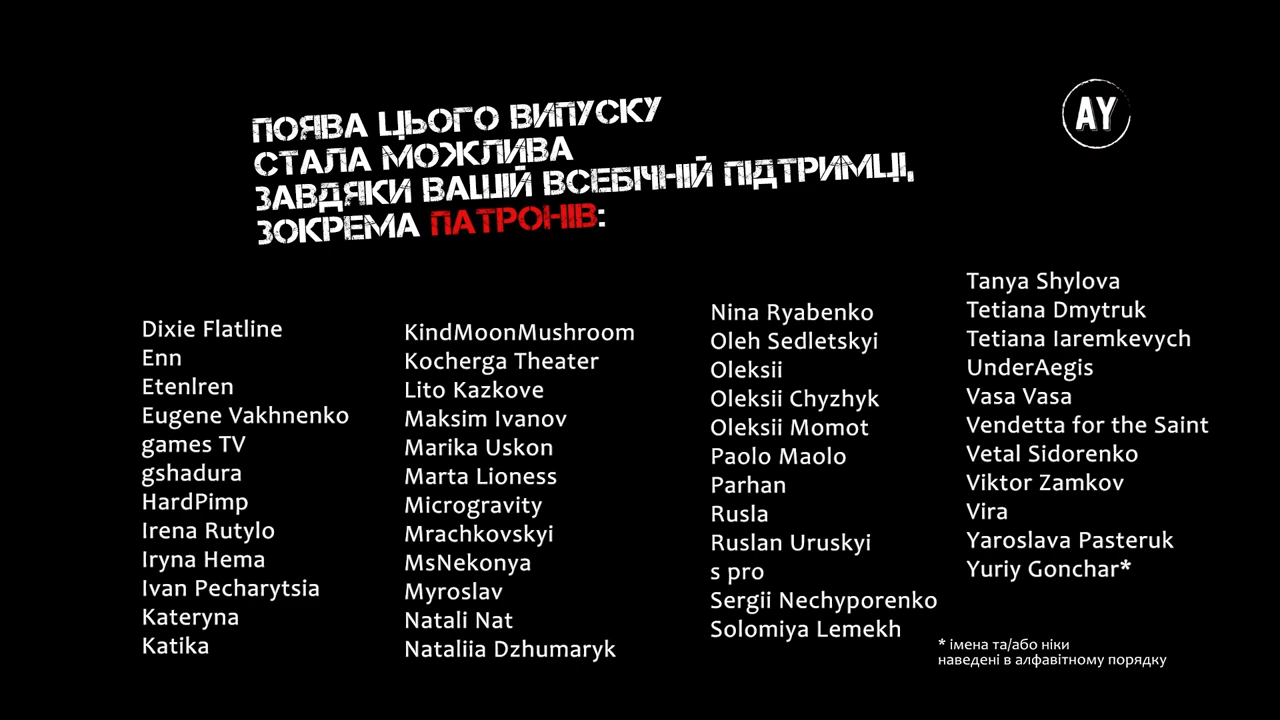 ПОЯВА ЦЬОГО ВИПУСКУ
СТАЛА МОЖЛИВА
ЗАВДЯКИ ВАШІЙ ВСЕБІЧНІЙ ПІДТРИМЦІ,
ЗОКРЕМА ПАТРОНІВ:
AY
Dixie Flatline
Enn
Etenlren
Eugene Vakhnenko
games TV
gshadura
HardPimp
Irena Rutylo
Iryna Hema
Ivan Pecharytsia
Kateryna
Katika
KindMoonMushroom
Kocherga Theater
Lito Kazkove
Maksim Ivanov
Marika Uskon
Marta Lioness
Microgravity
Mrachkovskyi
MsNekonya
Myroslav
Natali Nat
Nataliia Dzhumaryk
Nina Ryabenko
Oleh Sedletskyi
Oleksii
Oleksii Chyzhyk
Oleksii Momot
Paolo Maolo
Parhan
Rusla
Ruslan Uruskyi
s pro
Sergii Nechyporenko
Solomiya Lemekh
Tanya Shylova
Tetiana Dmytruk
Tetiana Iaremkevych
UnderAegis
Vasa Vasa
Vendetta for the Saint
Vetal Sidorenko
Viktor Zamkov
Vira
Yaroslava Pasteruk
Yuriy Gonchar*
* імена та/або ніки
наведені в алфавітному порядку